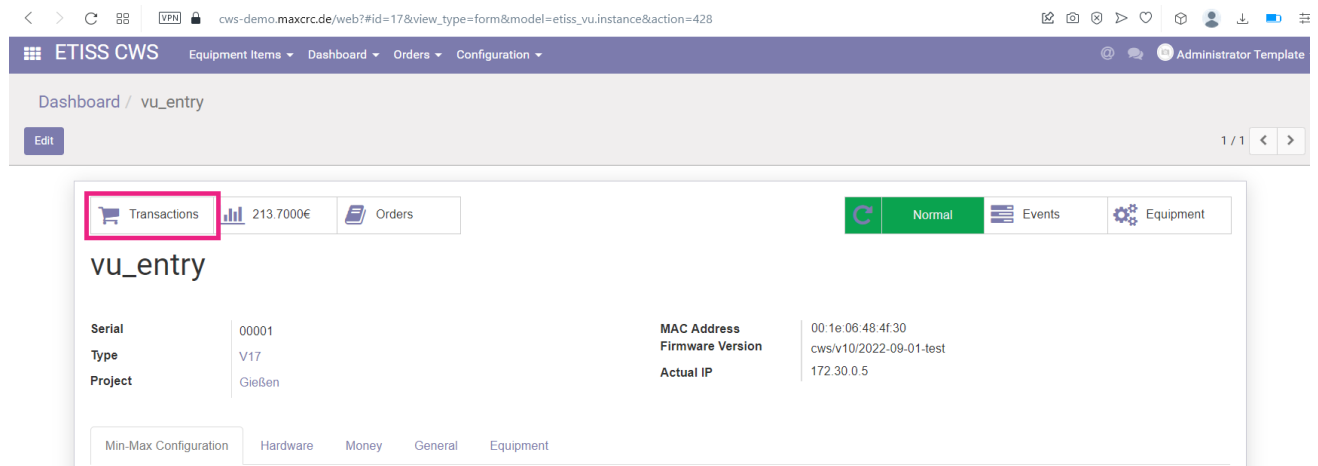 VPN cws-demo.maxcrc.de/web?#id=17&view_type=form&model=etiss_vu.instance&action=428
ETISS CWS Equipment Items Dashboard Orders Configuration @ Administrator Template
Dashboard / vu_entry
Edit 1 / 1
Transactions 213.7000€ Orders Normal Events Equipment
vu_entry
Serial 00001 MAC Address 00:1e:06:48:4f:30
Type V17 Firmware Version cws/v10/2022-09-01-test
Project Gießen Actual IP 172.30.0.5
Min-Max Configuration Hardware Money General Equipment